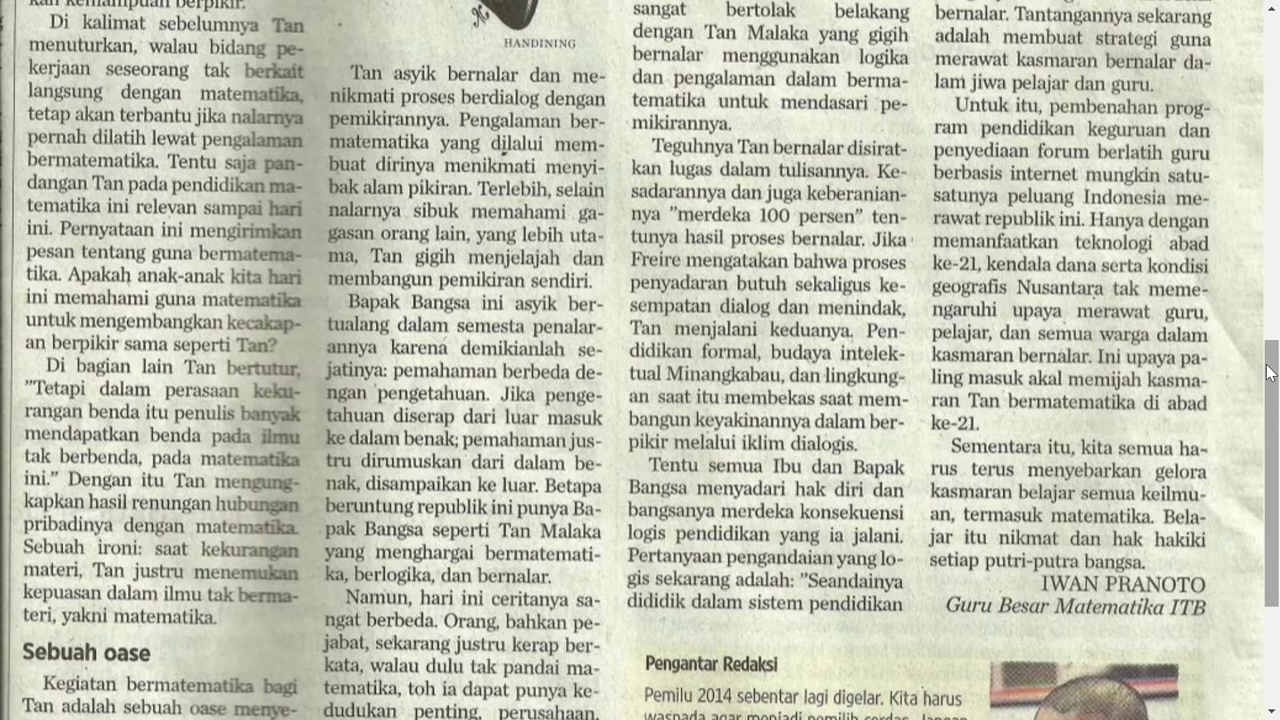 Di kalimat sebelumnya Tan
menuturkan, walau bidang pe-
kerjaan seseorang tak berkait
langsung dengan matematika,
tetap akan terbantu jika nalarnya
pernah dilatih lewat pengalaman
bermatematika. Tentu saja pan-
dangan Tan pada pendidikan ma-
tematika ini relevan sampai hari
ini. Pernyataan ini mengirimkan
pesan tentang guna bermatema-
tika. Apakah anak-anak kita hari
ini memahami guna matematika
untuk mengembangkan kecakap-
an berpikir sama seperti Tan?
Di bagian lain Tan bertutur,
"Tetapi dalam perasaan keku-
rangan benda itu penulis banyak
mendapatkan benda pada ilmu
tak berbenda, pada matematika
ini." Dengan itu Tan mengung-
kapkan hasil renungan hubungan
pribadinya dengan matematika.
Sebuah ironi: saat kekurangan
materi, Tan justru menemukan
kepuasan dalam ilmu tak berma-
teri, yakni matematika.
Sebuah oase
Kegiatan bermatematika bagi
Tan adalah sebuah oase menye-
HANDINING
Tan asyik bernalar dan me-
nikmati proses berdialog dengan
pemikirannya. Pengalaman ber-
matematika yang dilalui mem-
buat dirinya menikmati menyi-
bak alam pikiran. Terlebih, selain
nalarnya sibuk memahami ga-
gasan orang lain, yang lebih uta-
ma, Tan gigih menjelajah dan
membangun pemikiran sendiri.
Bapak Bangsa ini asyik ber-
tualang dalam semesta penalar-
annya karena demikianlah se-
jatinya: pemahaman berbeda de-
ngan pengetahuan. Jika penge-
tahuan diserap dari luar masuk
ke dalam benak; pemahaman jus-
tru dirumuskan dari dalam be-
nak, disampaikan ke luar. Betapa
beruntung republik ini punya Ba-
pak Bangsa seperti Tan Malaka
yang menghargai bermatemati-
ka, berlogika, dan bernalar.
Namun, hari ini ceritanya sa-
ngat berbeda. Orang, bahkan pe-
jabat, sekarang justru kerap ber-
kata, walau dulu tak pandai ma-
tematika, toh ia dapat punya ke-
dudukan penting, perusahaan,
sangat bertolak belakang
dengan Tan Malaka yang gigih
bernalar menggunakan logika
dan pengalaman dalam berma-
tematika untuk mendasari pe-
mikirannya.
Teguhnya Tan bernalar disirat-
kan lugas dalam tulisannya. Ke-
sadarannya dan juga keberanian-
nya "merdeka 100 persen" ten-
tunya hasil proses bernalar. Jika
Freire mengatakan bahwa proses
penyadaran butuh sekaligus ke-
sempatan dialog dan menindak,
Tan menjalani keduanya. Pen-
didikan formal, budaya intelek-
tual Minangkabau, dan lingkung-
an saat itu membekas saat mem-
bangun keyakinannya dalam ber-
pikir melalui iklim dialogis.
Tentu semua Ibu dan Bapak
Bangsa menyadari hak diri dan
bangsanya merdeka konsekuensi
logis pendidikan yang ia jalani.
Pertanyaan pengandaian yang lo-
gis sekarang adalah: "Seandainya
dididik dalam sistem pendidikan
bernalar. Tantangannya sekarang
adalah membuat strategi guna
merawat kasmaran bernalar da-
lam jiwa pelajar dan guru.
Untuk itu, pembenahan prog-
ram pendidikan keguruan dan
penyediaan forum berlatih guru
berbasis internet mungkin satu-
satunya peluang Indonesia me-
rawat republik ini. Hanya dengan
memanfaatkan teknologi abad
ke-21, kendala dana serta kondisi
geografis Nusantara tak meme-
ngaruhi upaya merawat guru,
pelajar, dan semua warga dalam
kasmaran bernalar. Ini upaya pa-
ling masuk akal memijah kasma-
ran Tan bermatematika di abad
ke-21.
Sementara itu, kita semua ha-
rus terus menyebarkan gelora
kasmaran belajar semua keilmu-
an, termasuk matematika. Bela-
jar itu nikmat dan hak hakiki
setiap putri-putra bangsa.
IWAN PRANOTO
Guru Besar Matematika ITB
Pengantar Redaksi
Pemilu 2014 sebentar lagi digelar. Kita harus